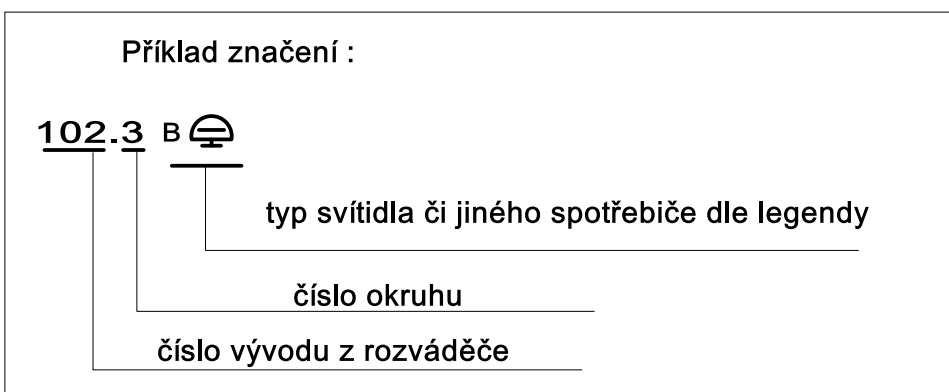 Příklad značení :
102.3 B
typ svítidla či jiného spotřebiče dle legendy
číslo okruhu
číslo vývodu z rozváděče